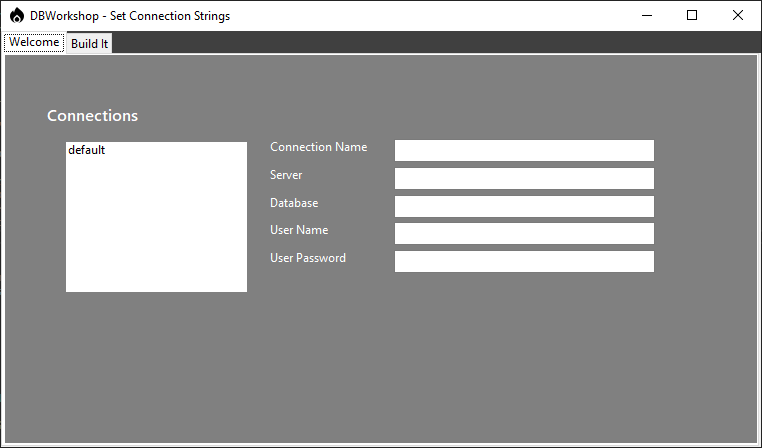 DBWorkshop - Set Connection Strings
Welcome
Build It
Connections
default
Connection Name
Server
Database
User Name
User Password